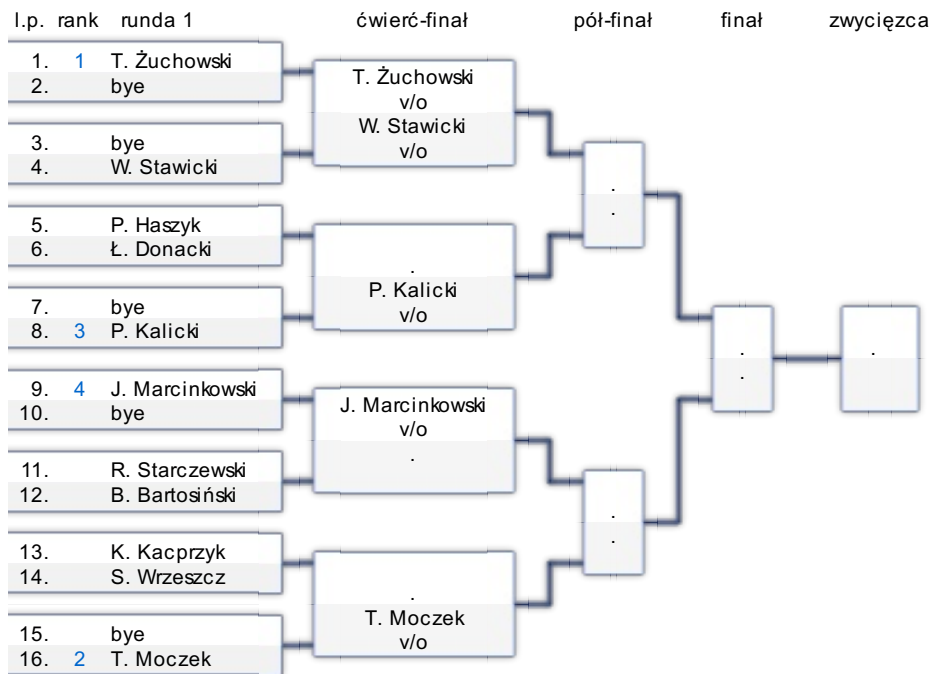 l.p. rank runda 1 ćwierć-finał pół-finał finał zwycięzca
1. 1 T. Żuchowski
2. bye
3. bye
4. W. Stawicki
5. P. Haszyk
6. Ł. Donacki
7. bye
8. 3 P. Kalicki
9. 4 J. Marcinkowski
10. bye
11. R. Starczewski
12. B. Bartosiński
13. K. Kacprzyk
14. S. Wrzeszcz
15. bye
16. 2 T. Moczek
T. Żuchowski
v/o
W. Stawicki
v/o
.
P. Kalicki
v/o
J. Marcinkowski
v/o
.
.
T. Moczek
v/o
.
.
.
.
.
.
.